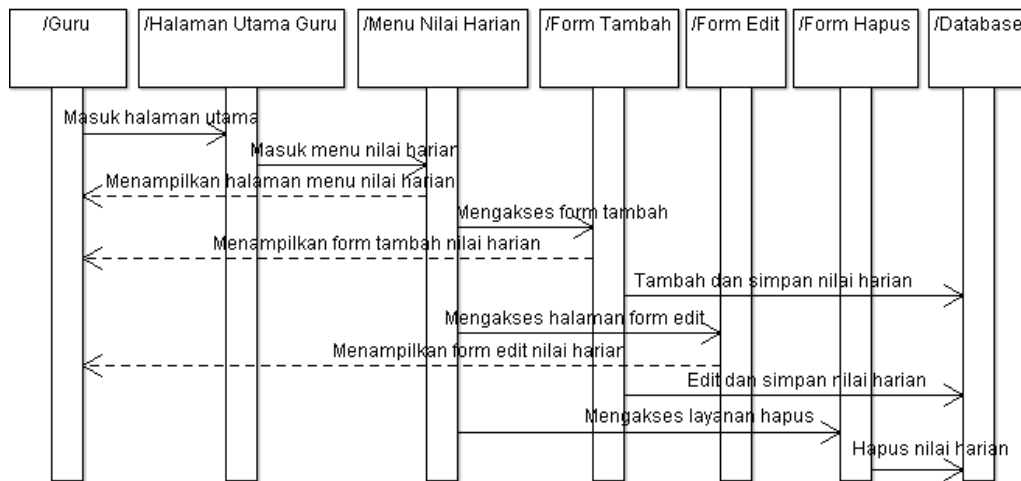 /Guru
/Halaman Utama Guru
/Menu Nilai Harian
/Form Tambah
/Form Edit
/Form Hapus
/Database
Masuk halaman utama
Masuk menu nilai harian
Menampilkan halaman menu nilai harian
Mengakses form tambah
Menampilkan form tambah nilai harian
Tambah dan simpan nilai harian
Mengakses halaman form edit
Menampilkan form edit nilai harian
Edit dan simpan nilai harian
Mengakses layanan hapus
Hapus nilai harian